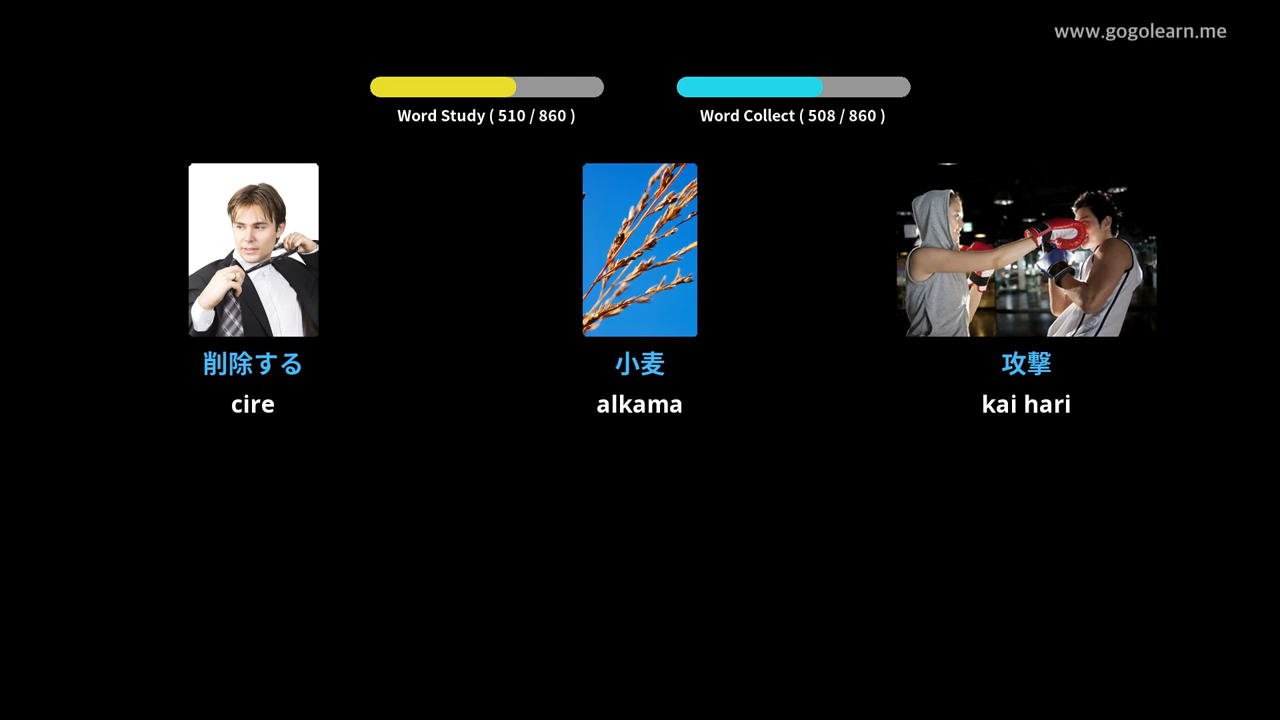 www.gogolearn.me
Word Study ( 510 / 860 )
Word Collect ( 508 / 860 )
削除する
cire
小麦
alkama
攻撃
kai hari